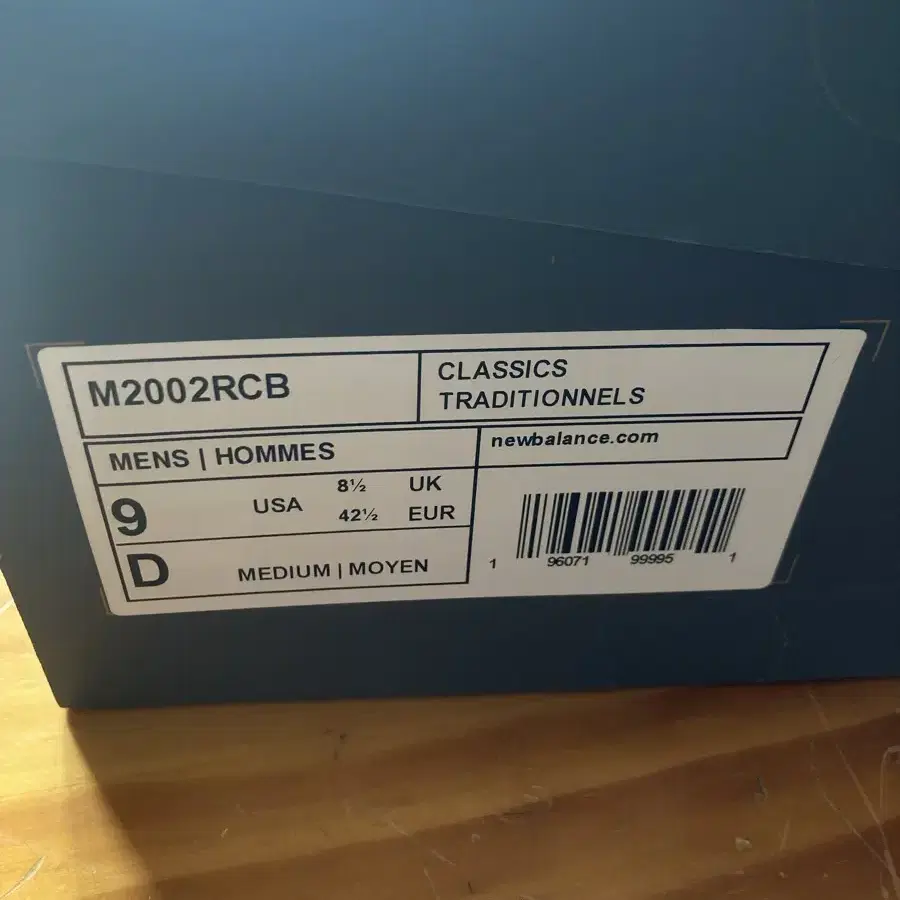 M2002RCB
CLASSICS
TRADITIONNELS
MENS | HOMMES
newbalance.com
9 USA 8½ UK
42½ EUR
D MEDIUM | MOYEN
1 96071 99995 1